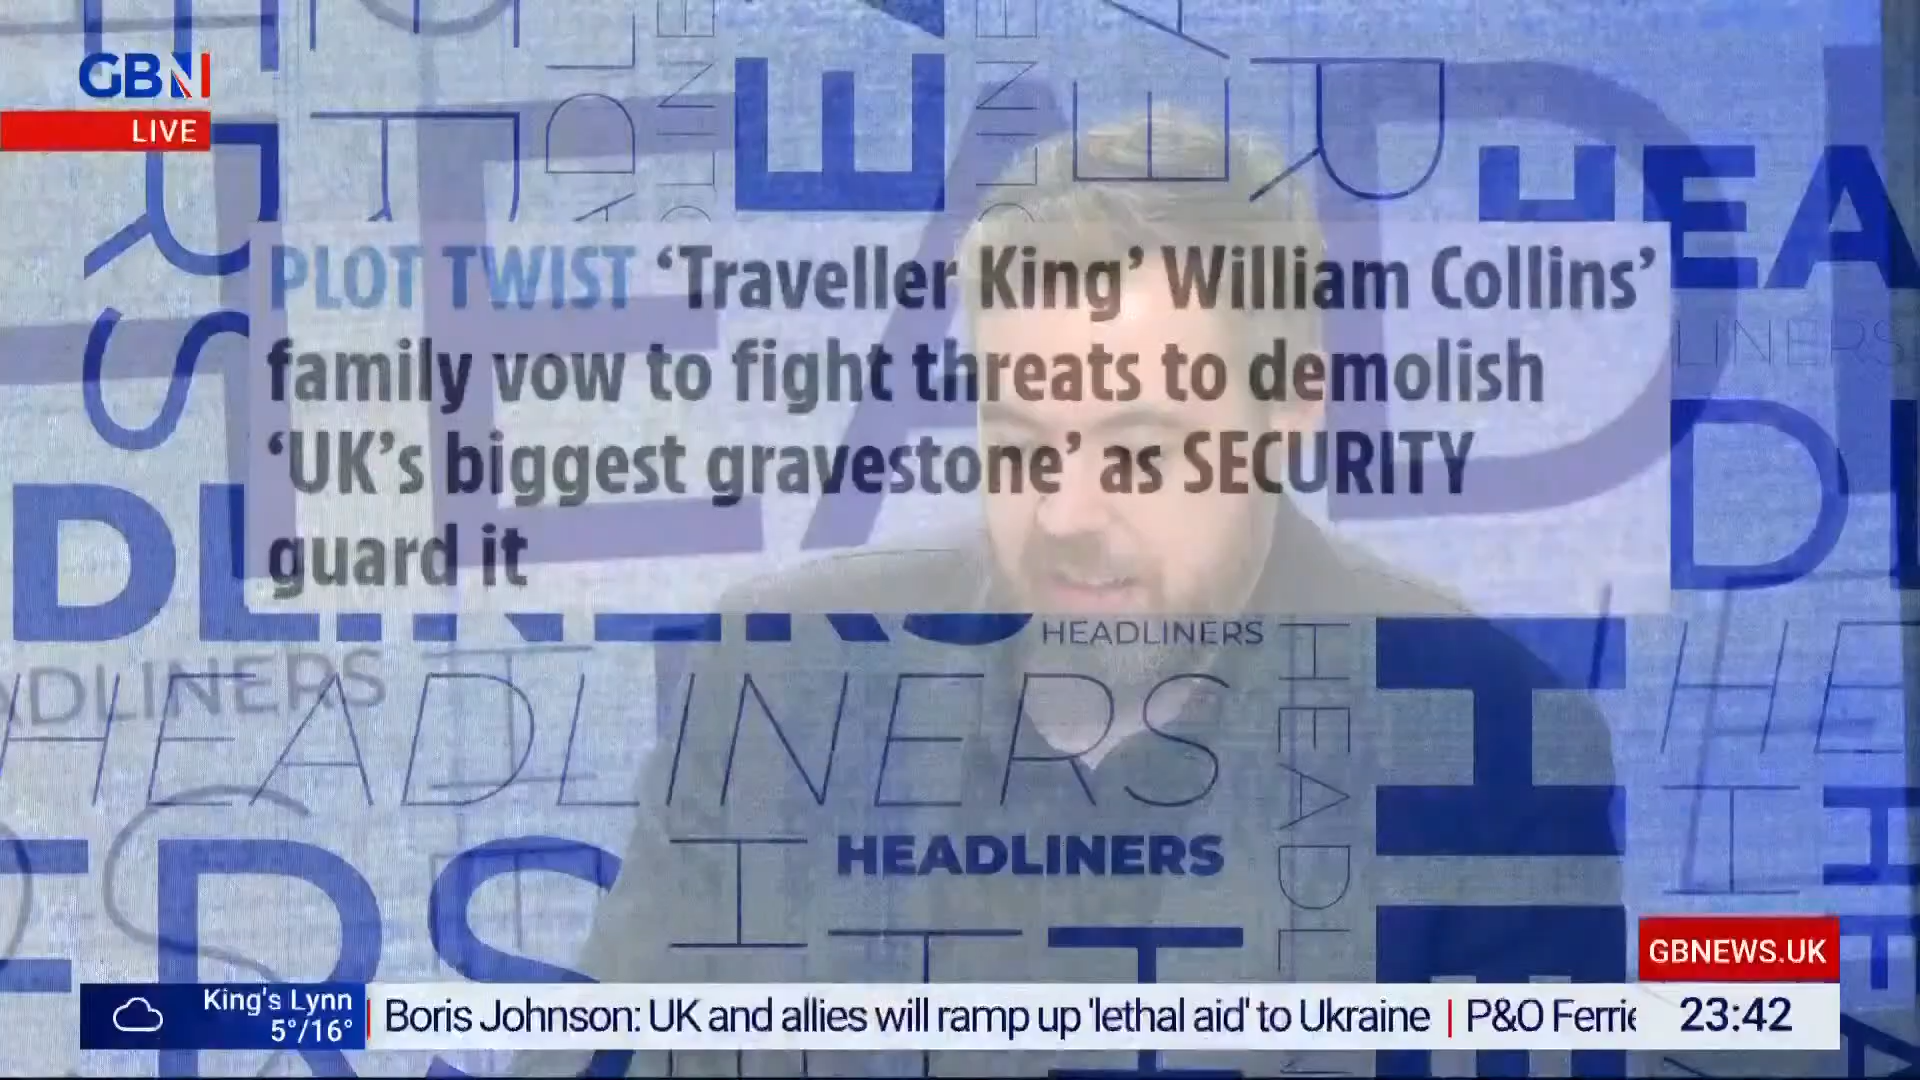 GBN
LIVE
PLOT TWIST ‘Traveller King’ William Collins’
family vow to fight threats to demolish
‘UK’s biggest gravestone’ as SECURITY
guard it
HEADLINERS
HEADLINERS
HEADLINERS
HEADLINERS
GBNEWS.UK
King's Lynn
5°/16°
Boris Johnson: UK and allies will ramp up 'lethal aid' to Ukraine | P&O Ferrie
23:42